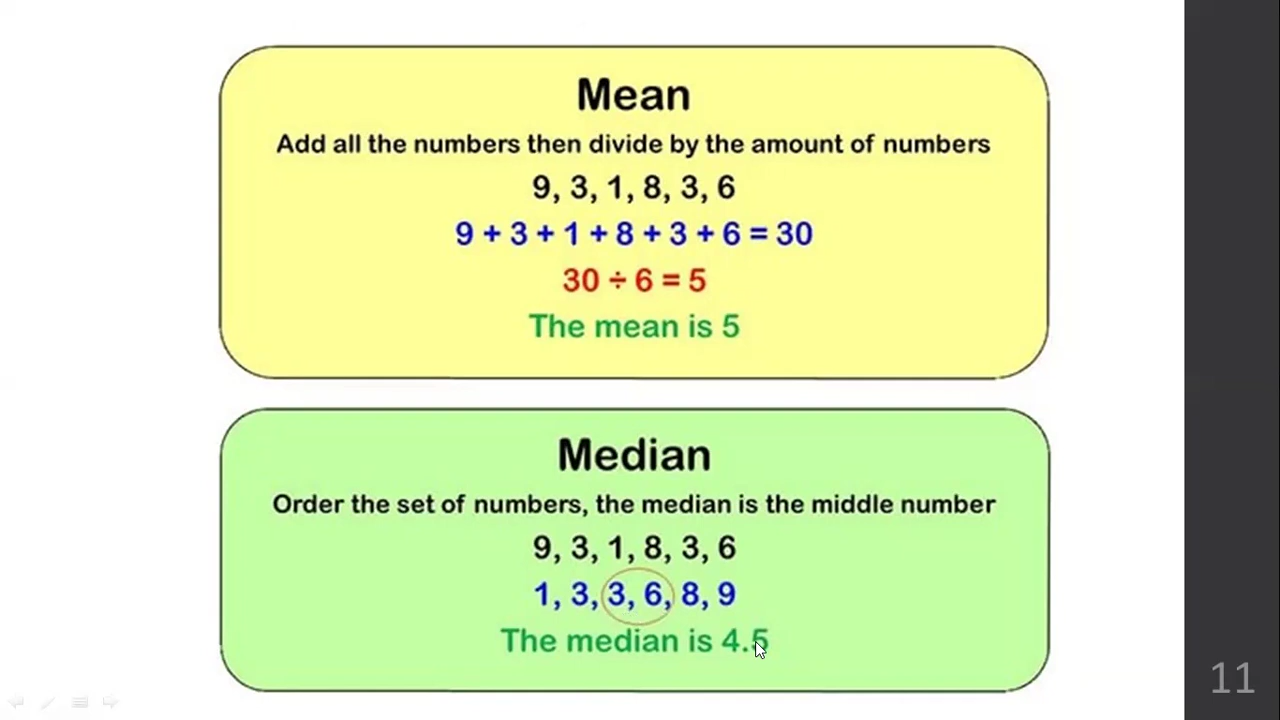 Mean
Add all the numbers then divide by the amount of numbers
9, 3, 1, 8, 3, 6
9 + 3 + 1 + 8 + 3 + 6 = 30
30 ÷ 6 = 5
The mean is 5
Median
Order the set of numbers, the median is the middle number
9, 3, 1, 8, 3, 6
1, 3, 3, 6, 8, 9
The median is 4.5
11